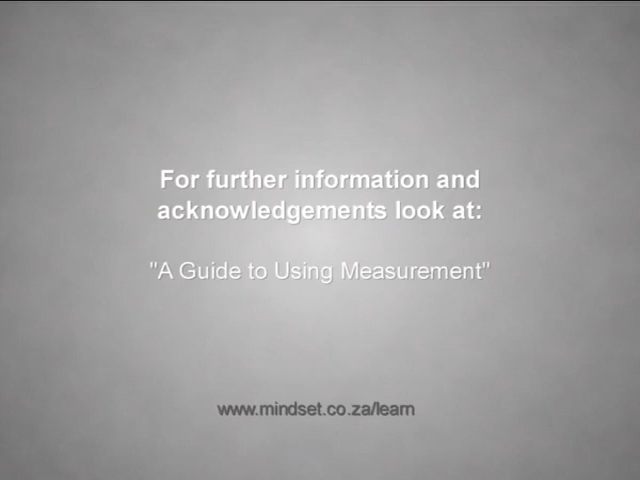 For further information and
acknowledgements look at:
"A Guide to Using Measurement"
www.mindset.co.za/learn